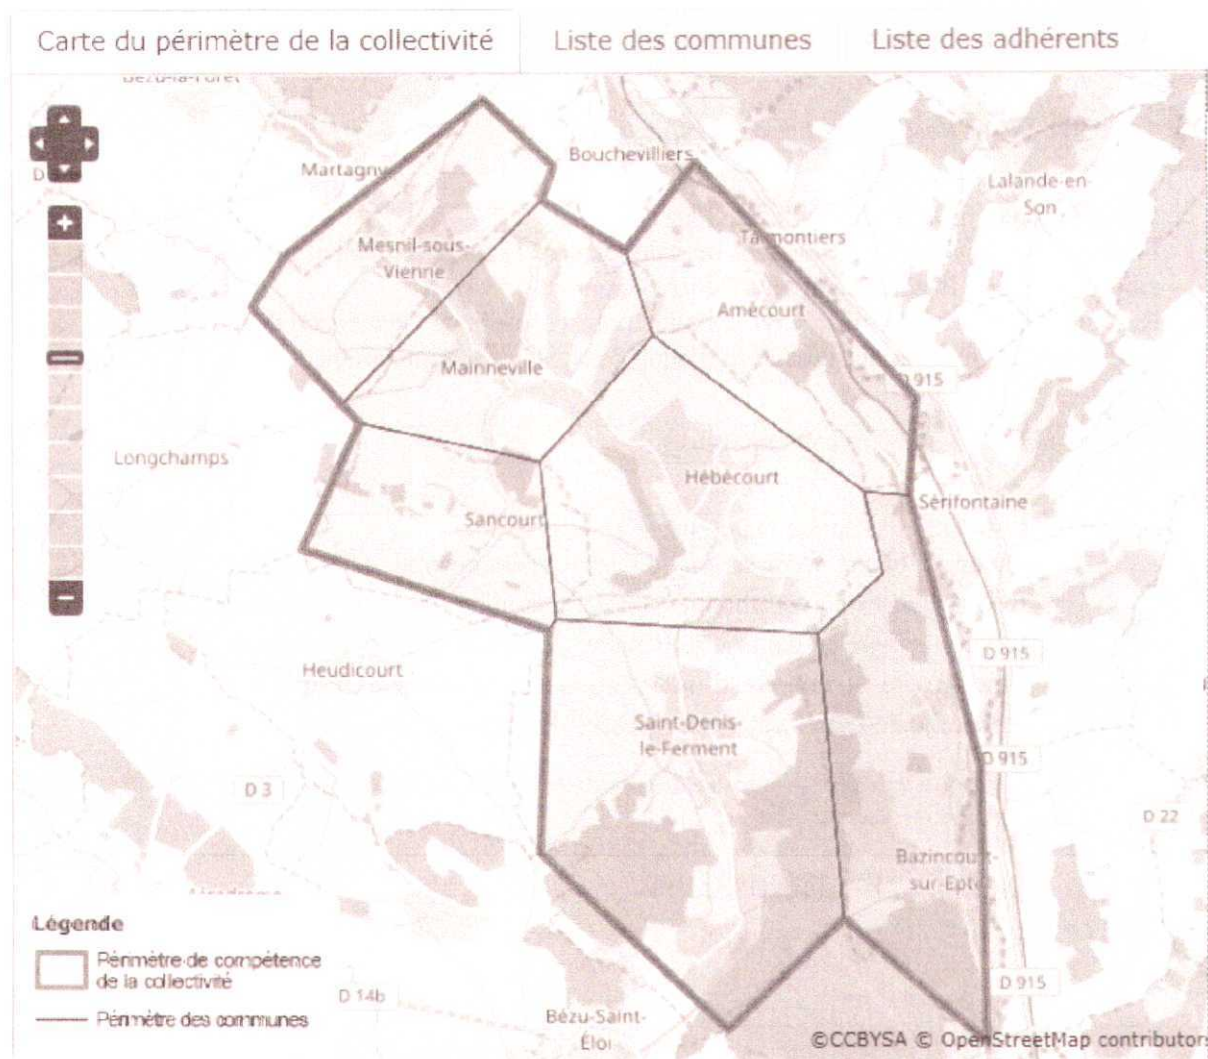 Carte du périmètre de la collectivité
Liste des communes
Liste des adhérents
Bézu-la-Forêt
Martagny
Bouchevilliers
Lalande-en-
Son
D
Mesnil-sous-
Vienne
Talmontiers
Amécourt
Mainneville
D 915
Longchamps
Hébécourt
Sérifontaine
Sancourt
D 915
Heudicourt
Saint-Denis-
le-Ferment
D 915
D 3
D 22
Bazincourt-
sur-Epte
Légende
Périmètre de compétence
de la collectivité
Périmètre des communes
D 14b
D 915
Bézu-Saint-
Éloi
©CCBYSA © OpenStreetMap contributors